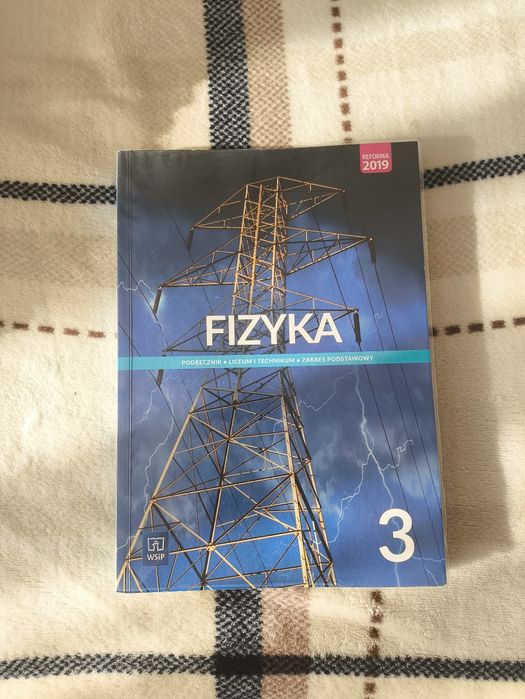 REFORMA
2019
FIZYKA
PODRĘCZNIK • LICEUM I TECHNIKUM • ZAKRES PODSTAWOWY
3
WSiP